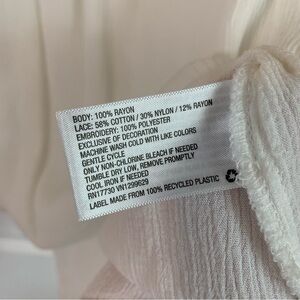 BODY: 100% RAYON
LACE: 58% COTTON / 30% NYLON / 12% RAYON
EMBROIDERY: 100% POLYESTER
EXCLUSIVE OF DECORATION
MACHINE WASH COLD WITH LIKE COLORS
GENTLE CYCLE
ONLY NON-CHLORINE BLEACH IF NEEDED
TUMBLE DRY LOW, REMOVE PROMPTLY
COOL IRON IF NEEDED
RN17730 VN1299629
LABEL MADE FROM 100% RECYCLED PLASTIC